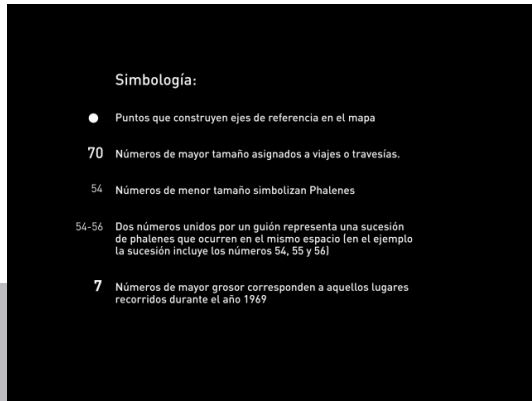 Simbología:
Puntos que construyen ejes de referencia en el mapa
70 Números de mayor tamaño asignados a viajes o travesías.
54 Números de menor tamaño simbolizan Phalenes
54-56 Dos números unidos por un guión representa una sucesión
de phalenes que ocurren en el mismo espacio (en el ejemplo
la sucesión incluye los números 54, 55 y 56)
7 Números de mayor grosor corresponden a aquellos lugares
recorridos durante el año 1969